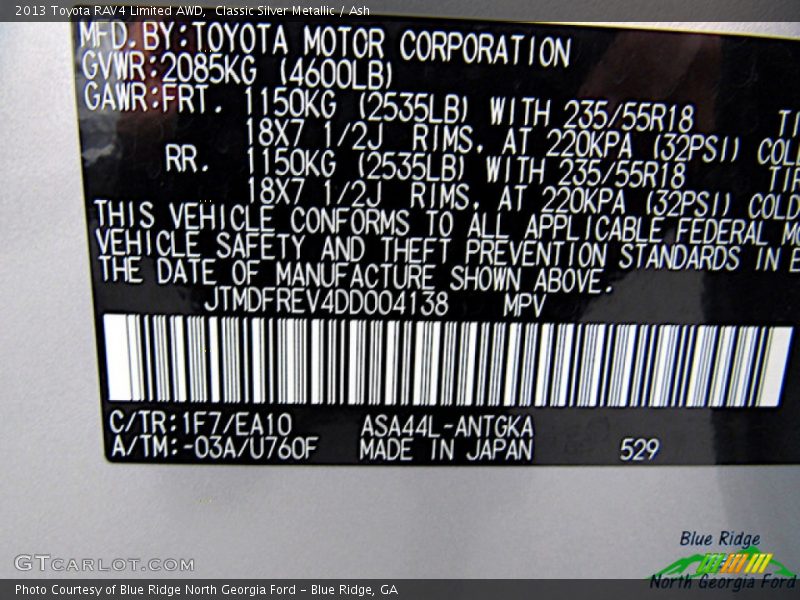 2013 Toyota RAV4 Limited AWD,  Classic Silver Metallic / Ash
MFD. BY: TOYOTA MOTOR CORPORATION
GVWR: 2085KG (4600LB)
GAWR: FRT. 1150KG (2535LB) WITH 235/55R18
18X7 1/2J RIMS, AT 220KPA (32PSI)
RR. 1150KG (2535LB) WITH 235/55R18
18X7 1/2J RIMS, AT 220KPA (32PSI) COLD
THIS VEHICLE CONFORMS TO ALL APPLICABLE FEDERAL
VEHICLE SAFETY AND THEFT PREVENTION STANDARDS IN
THE DATE OF MANUFACTURE SHOWN ABOVE.
JTMDFREV4DD004138 MPV
C/TR: 1F7/EA10 ASA44L-ANTGKA
A/TM: -03A/U760F MADE IN JAPAN 529
Blue Ridge
North Georgia Ford
GTCARLOT.COM
Photo Courtesy of Blue Ridge North Georgia Ford – Blue Ridge, GA